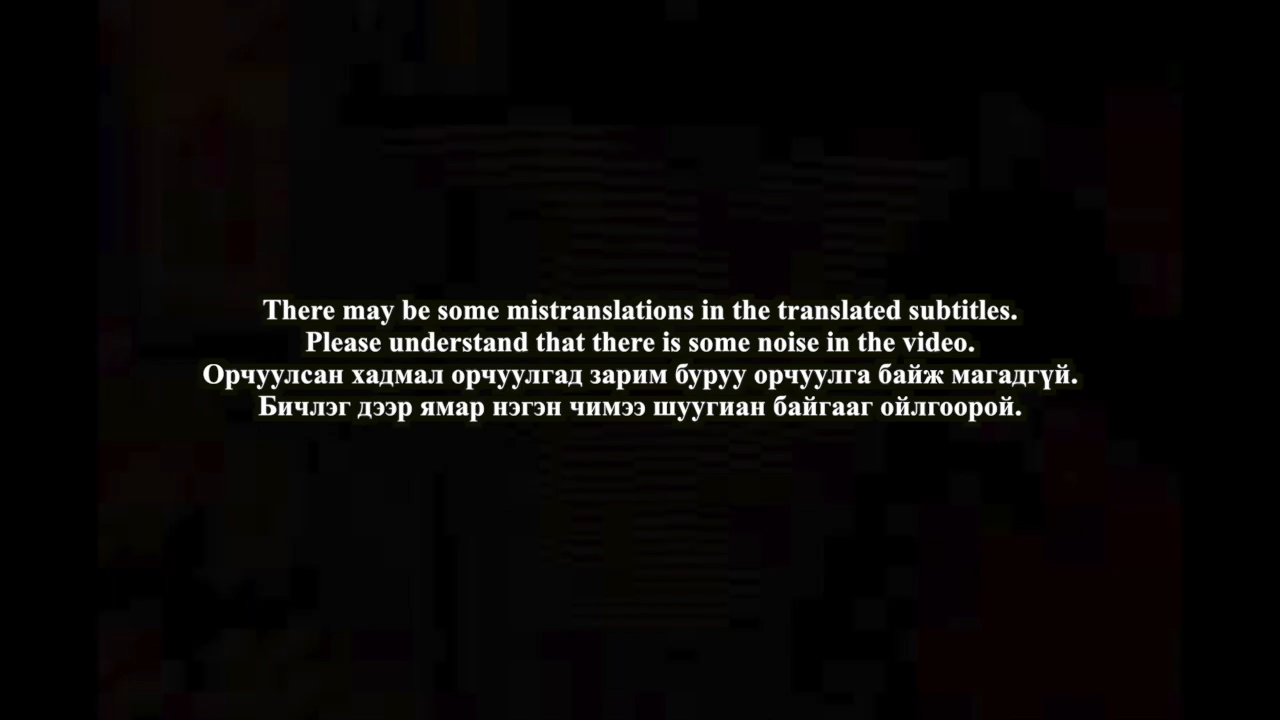 There may be some mistranslations in the translated subtitles.
Please understand that there is some noise in the video.
Орчуулсан хадмал орчуулгад зарим буруу орчуулга байж магадгүй.
Бичлэг дээр ямар нэгэн чимээ шуугиан байгааг ойлгоорой.